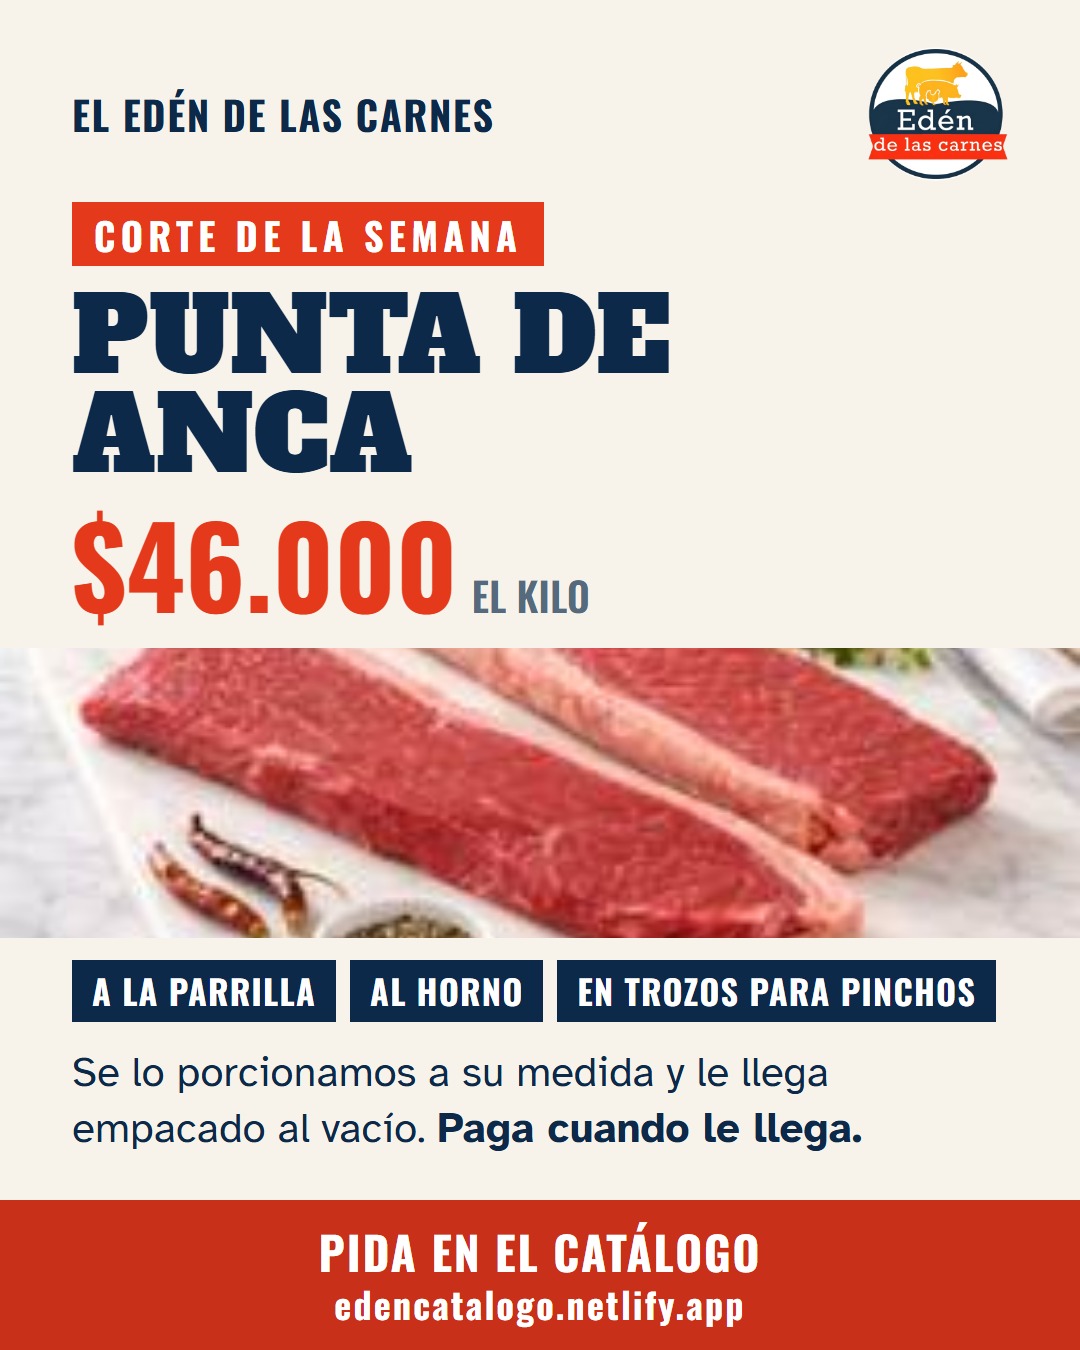 EL EDÉN DE LAS CARNES
Edén
de las carnes
CORTE DE LA SEMANA
PUNTA DE
ANCA
$46.000 EL KILO
A LA PARRILLA
AL HORNO
EN TROZOS PARA PINCHOS
Se lo porcionamos a su medida y le llega
empacado al vacío. Paga cuando le llega.
PIDA EN EL CATÁLOGO
edencatalogo.netlify.app